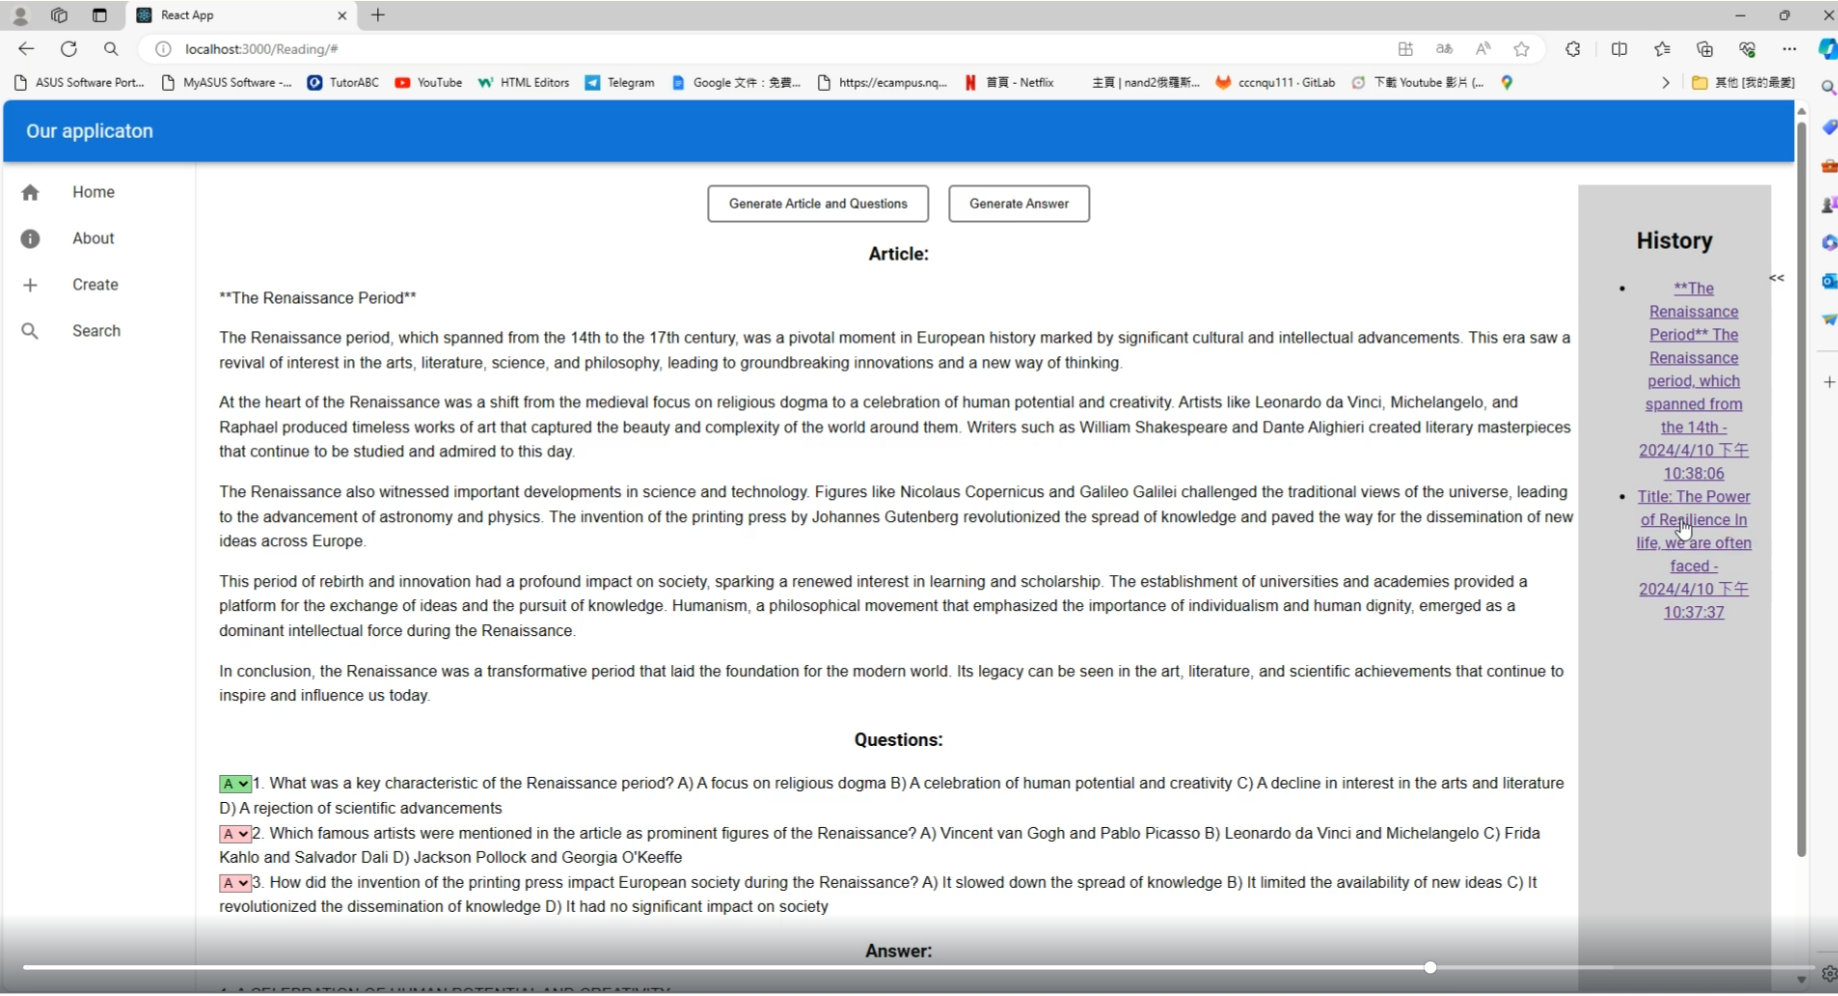 React App
localhost:3000/Reading/#
ASUS Software Port...
MyASUS Software -...
TutorABC
YouTube
HTML Editors
Telegram
Google 文件：免費...
https://ecampus.nq...
首頁 - Netflix
主頁 | nand2俄羅斯...
cccnqu111 · GitLab
下載 Youtube 影片 (...
其他 [我的最愛]
Our applicaton
Home
About
Create
Search
Generate Article and Questions
Generate Answer
Article:
**The Renaissance Period**
The Renaissance period, which spanned from the 14th to the 17th century, was a pivotal moment in European history marked by significant cultural and intellectual advancements. This era saw a
revival of interest in the arts, literature, science, and philosophy, leading to groundbreaking innovations and a new way of thinking.
At the heart of the Renaissance was a shift from the medieval focus on religious dogma to a celebration of human potential and creativity. Artists like Leonardo da Vinci, Michelangelo, and
Raphael produced timeless works of art that captured the beauty and complexity of the world around them. Writers such as William Shakespeare and Dante Alighieri created literary masterpieces
that continue to be studied and admired to this day.
The Renaissance also witnessed important developments in science and technology. Figures like Nicolaus Copernicus and Galileo Galilei challenged the traditional views of the universe, leading
to the advancement of astronomy and physics. The invention of the printing press by Johannes Gutenberg revolutionized the spread of knowledge and paved the way for the dissemination of new
ideas across Europe.
This period of rebirth and innovation had a profound impact on society, sparking a renewed interest in learning and scholarship. The establishment of universities and academies provided a
platform for the exchange of ideas and the pursuit of knowledge. Humanism, a philosophical movement that emphasized the importance of individualism and human dignity, emerged as a
dominant intellectual force during the Renaissance.
In conclusion, the Renaissance was a transformative period that laid the foundation for the modern world. Its legacy can be seen in the art, literature, and scientific achievements that continue to
inspire and influence us today.
Questions:
A 1. What was a key characteristic of the Renaissance period? A) A focus on religious dogma B) A celebration of human potential and creativity C) A decline in interest in the arts and literature
D) A rejection of scientific advancements
A 2. Which famous artists were mentioned in the article as prominent figures of the Renaissance? A) Vincent van Gogh and Pablo Picasso B) Leonardo da Vinci and Michelangelo C) Frida
Kahlo and Salvador Dali D) Jackson Pollock and Georgia O'Keeffe
A 3. How did the invention of the printing press impact European society during the Renaissance? A) It slowed down the spread of knowledge B) It limited the availability of new ideas C) It
revolutionized the dissemination of knowledge D) It had no significant impact on society
Answer:
History
<<
**The
Renaissance
Period** The
Renaissance
period, which
spanned from
the 14th -
2024/4/10 下午
10:38:06
Title: The Power
of Resilience In
life, we are often
faced -
2024/4/10 下午
10:37:37